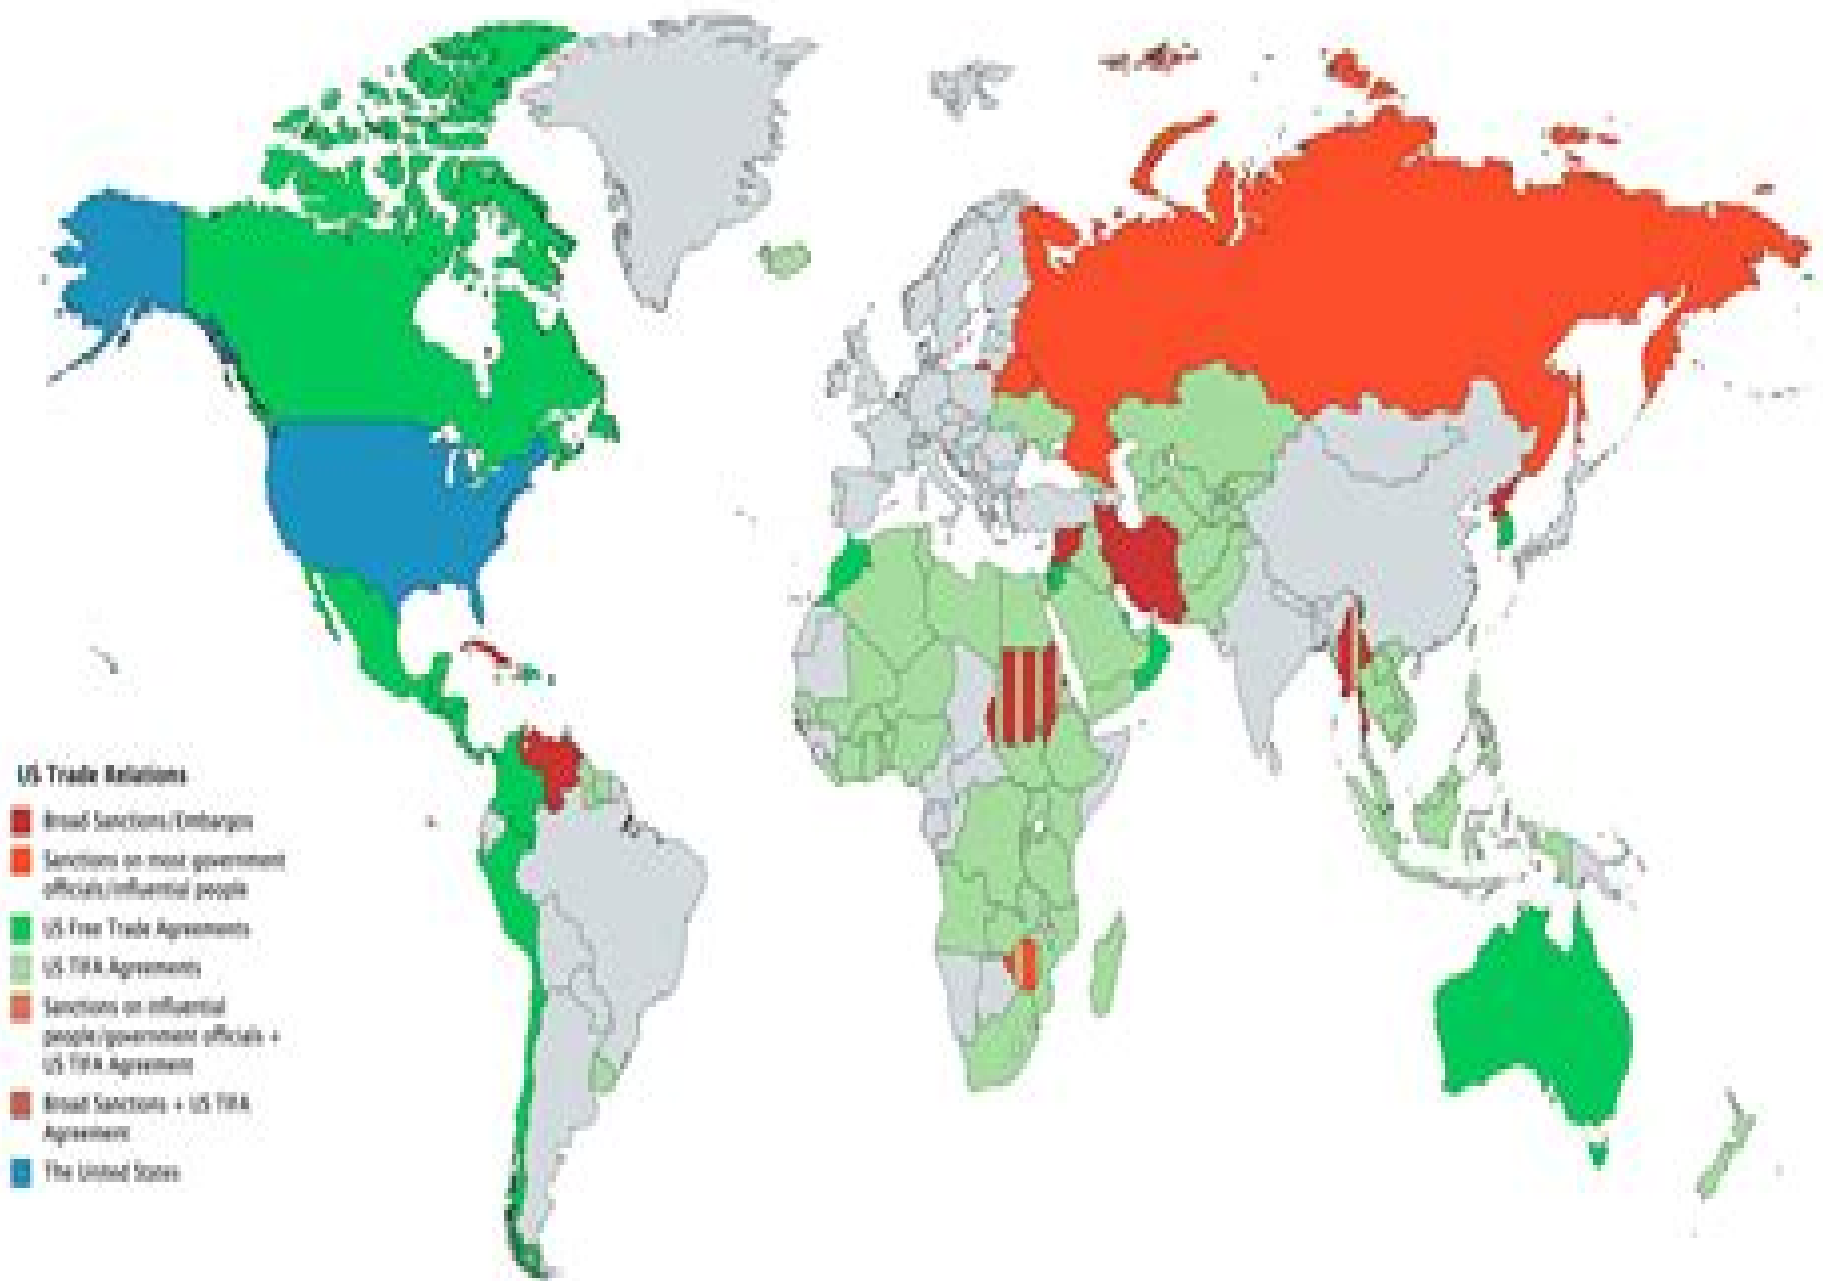 US Trade Relations
Broad Sanctions/Embargos
Sanctions on most government
officials/influential people
US Free Trade Agreements
US TIFA Agreements
Sanctions on influential
people/government officials +
US TIFA Agreement
Broad Sanctions + US TIFA
Agreement
The United States